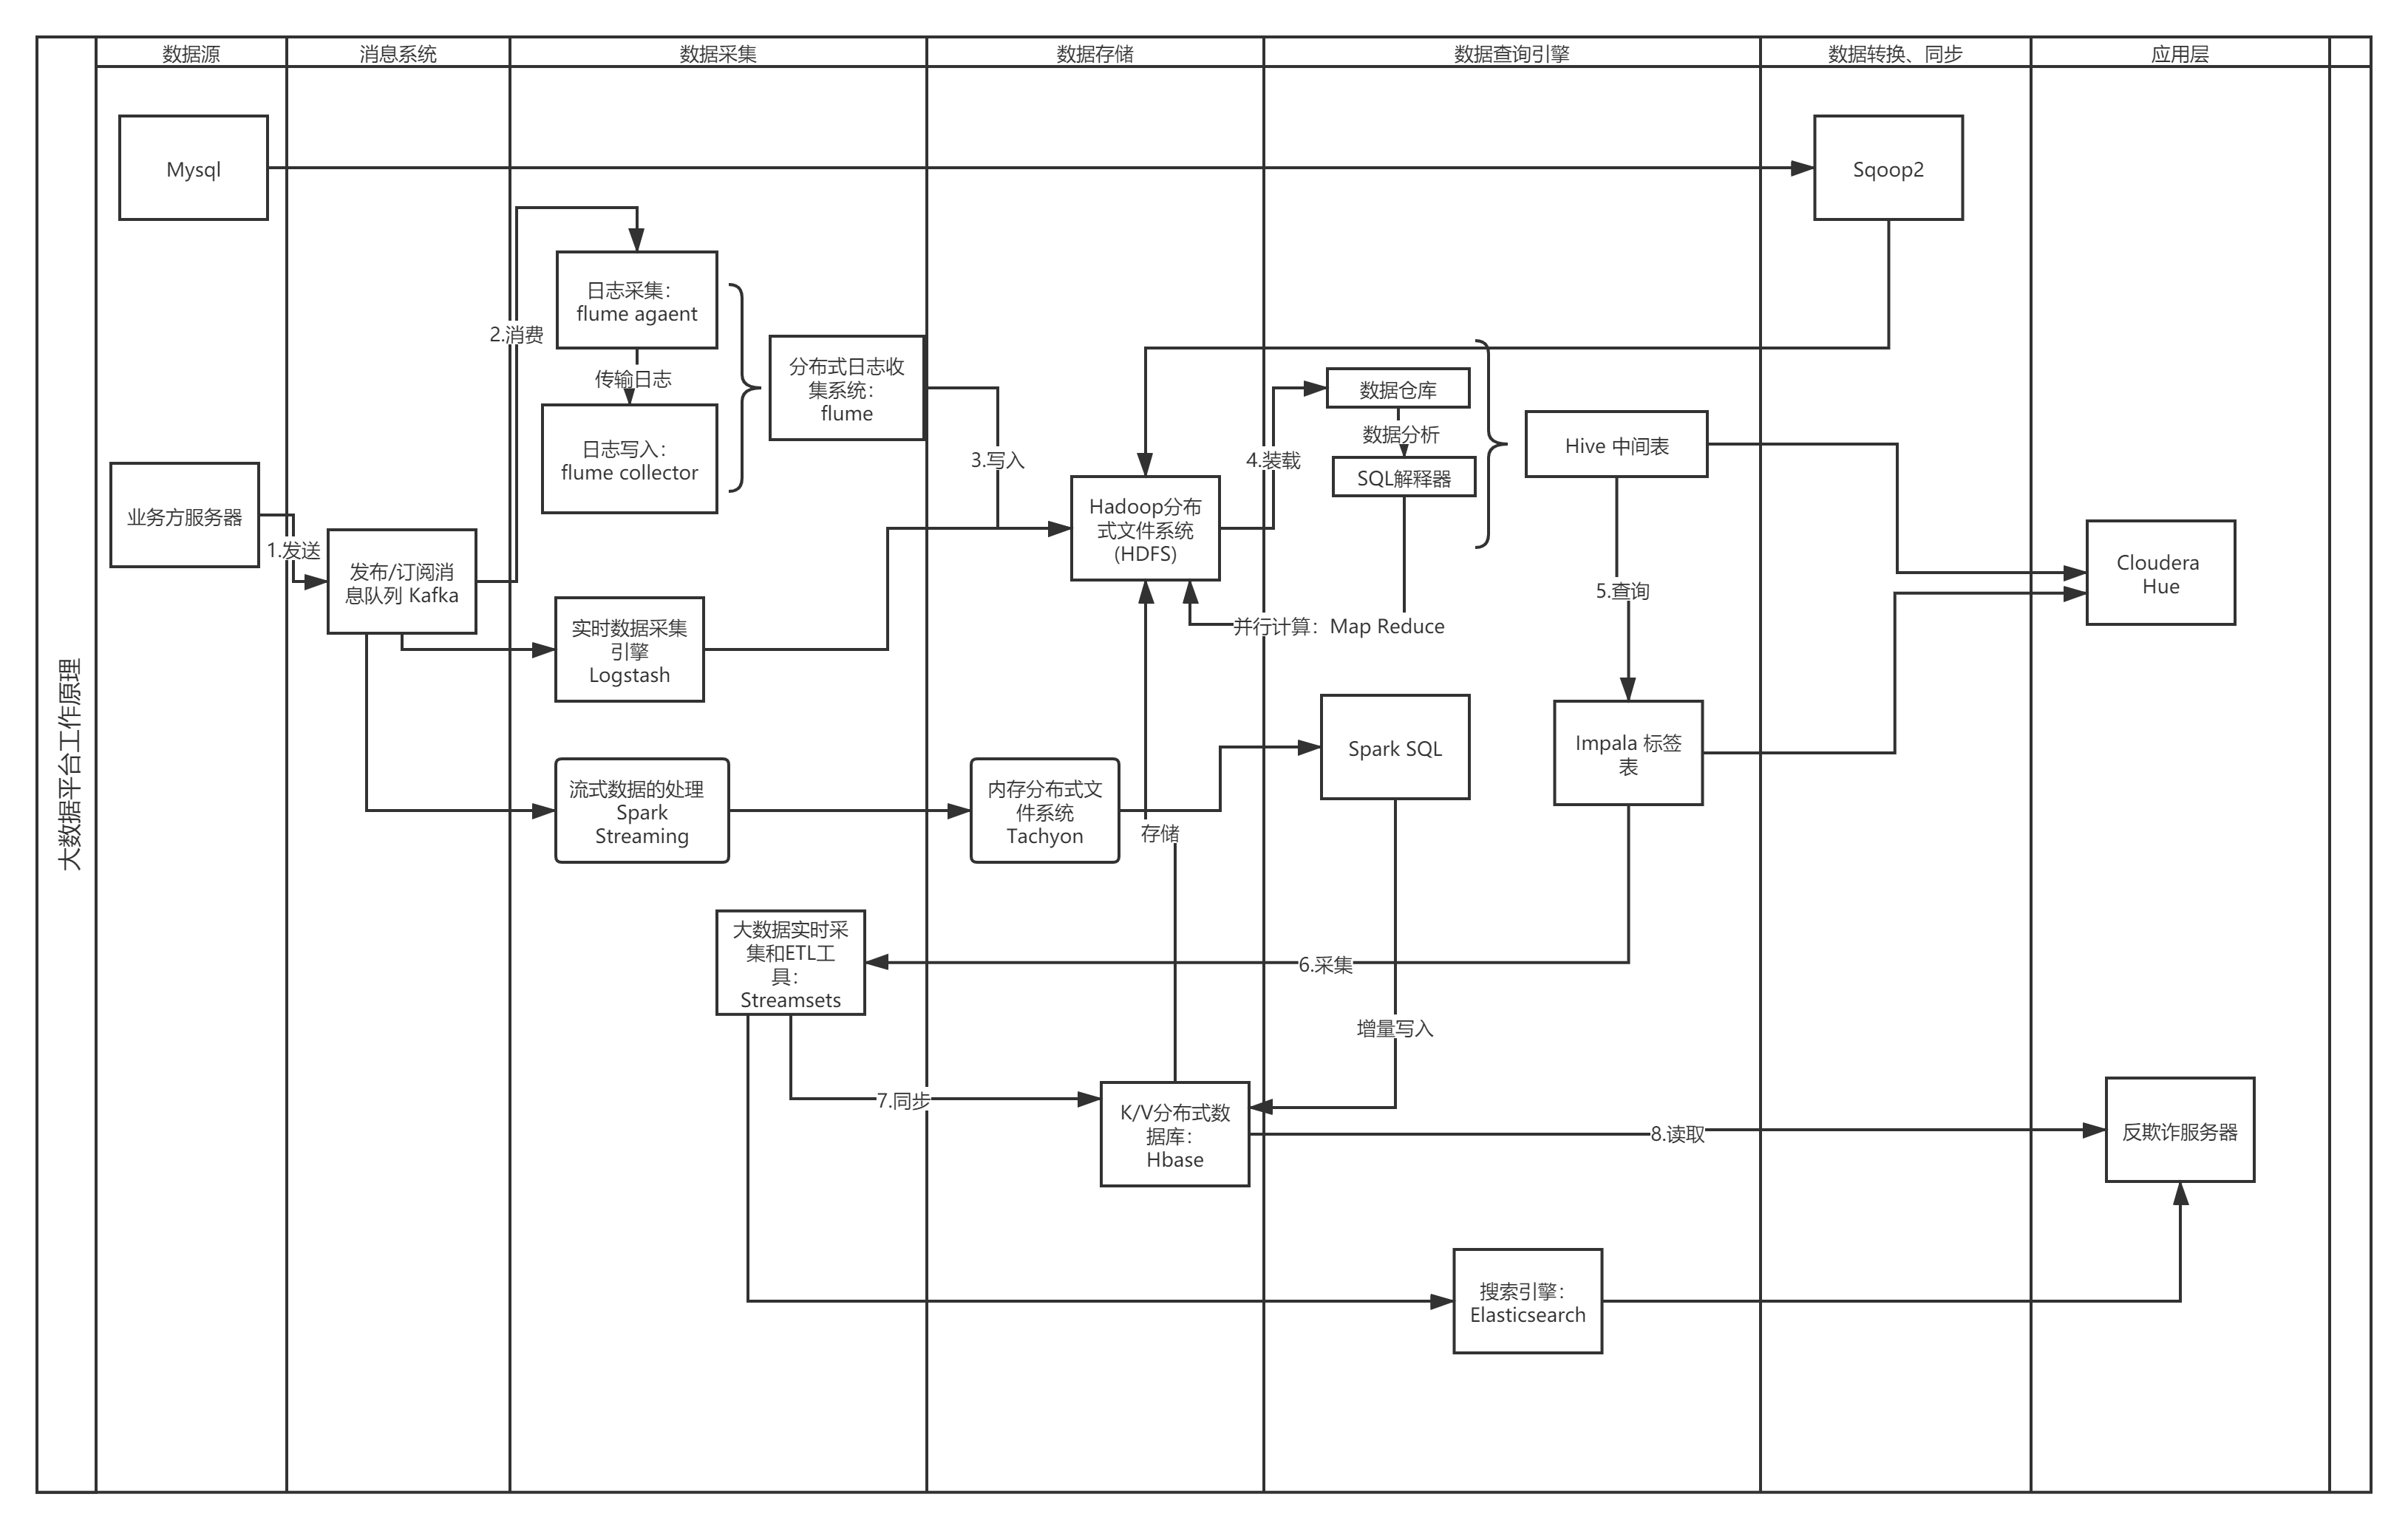 大数据平台工作原理
数据源
消息系统
数据采集
数据存储
数据查询引擎
数据转换、同步
应用层
Mysql
Sqoop2
日志采集：
flume agaent
2.消费
传输日志
分布式日志收
集系统：
flume
日志写入：
flume collector
数据仓库
数据分析
SQL解释器
Hive 中间表
3.写入
4.装载
业务方服务器
1.发送
发布/订阅消
息队列 Kafka
Hadoop分布
式文件系统
(HDFS)
Cloudera
Hue
5.查询
并行计算：Map Reduce
实时数据采集
引擎
Logstash
Spark SQL
Impala 标签
表
流式数据的处理
Spark
Streaming
内存分布式文
件系统
Tachyon
存储
大数据实时采
集和ETL工
具：
Streamsets
6.采集
增量写入
7.同步
K/V分布式数
据库：
Hbase
8.读取
反欺诈服务器
搜索引擎：
Elasticsearch